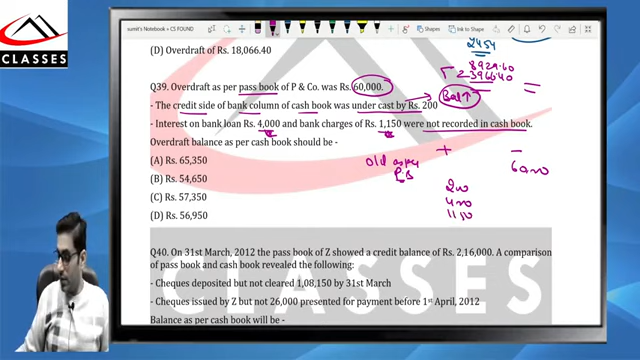 sumit's Notebook » CS FOUND
Shapes
Ink to Shape
CLASSES
(D) Overdraft of Rs. 18,066.40
2454
8929.60
Q39. Overdraft as per pass book of P & Co. was Rs. 60,000.
- The credit side of bank column of cash book was under cast by Rs. 200
Bal ↑
- Interest on bank loan Rs. 4,000 and bank charges of Rs. 1,150 were not recorded in cash book.
Overdraft balance as per cash book should be -
+ -
(A) Rs. 65,350
(B) Rs. 54,650
(C) Rs. 57,350
(D) Rs. 56,950
200
1150
Q40. On 31st March, 2012 the pass book of Z showed a credit balance of Rs. 2,16,000. A comparison
of pass book and cash book revealed the following:
- Cheques deposited but not cleared 1,08,150 by 31st March
- Cheques issued by Z but not 26,000 presented for payment before 1st April, 2012
Balance as per cash book will be -
CLASSES